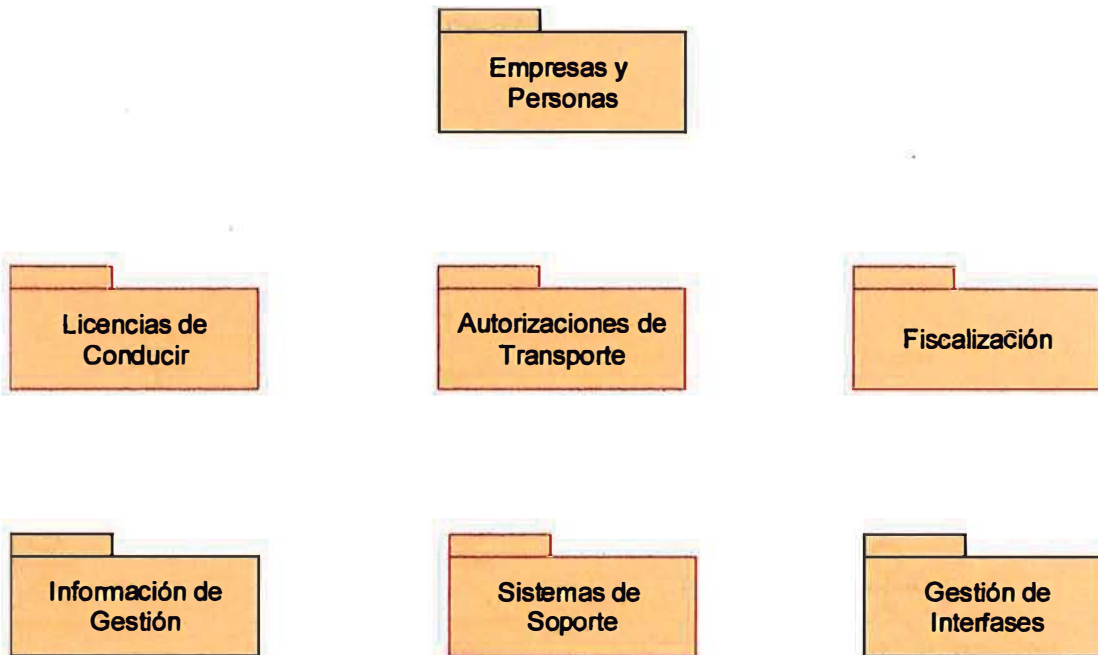 Empresas y
Personas
Licencias de
Conducir
Autorizaciones de
Transporte
Fiscalización
Información de
Gestión
Sistemas de
Soporte
Gestión de
Interfases